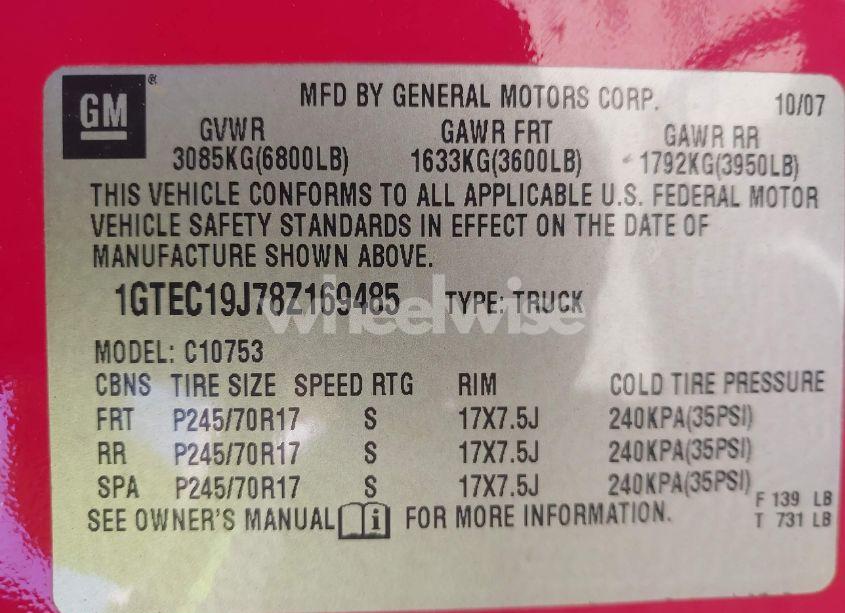 GM ® MFD BY GENERAL MOTORS CORP. 10/07
GVWR GAWR FRT GAWR RR
3085KG(6800LB) 1633KG(3600LB) 1792KG(3950LB)
THIS VEHICLE CONFORMS TO ALL APPLICABLE U.S. FEDERAL MOTOR
VEHICLE SAFETY STANDARDS IN EFFECT ON THE DATE OF
MANUFACTURE SHOWN ABOVE.
1GTEC19J78Z169485 TYPE: TRUCK
wheelwise
MODEL: C10753
CBNS TIRE SIZE SPEED RTG RIM COLD TIRE PRESSURE
FRT P245/70R17 S 17X7.5J 240KPA(35PSI)
RR P245/70R17 S 17X7.5J 240KPA(35PSI)
SPA P245/70R17 S 17X7.5J 240KPA(35PSI)
F 139 LB
SEE OWNER'S MANUAL i FOR MORE INFORMATION. T 731 LB